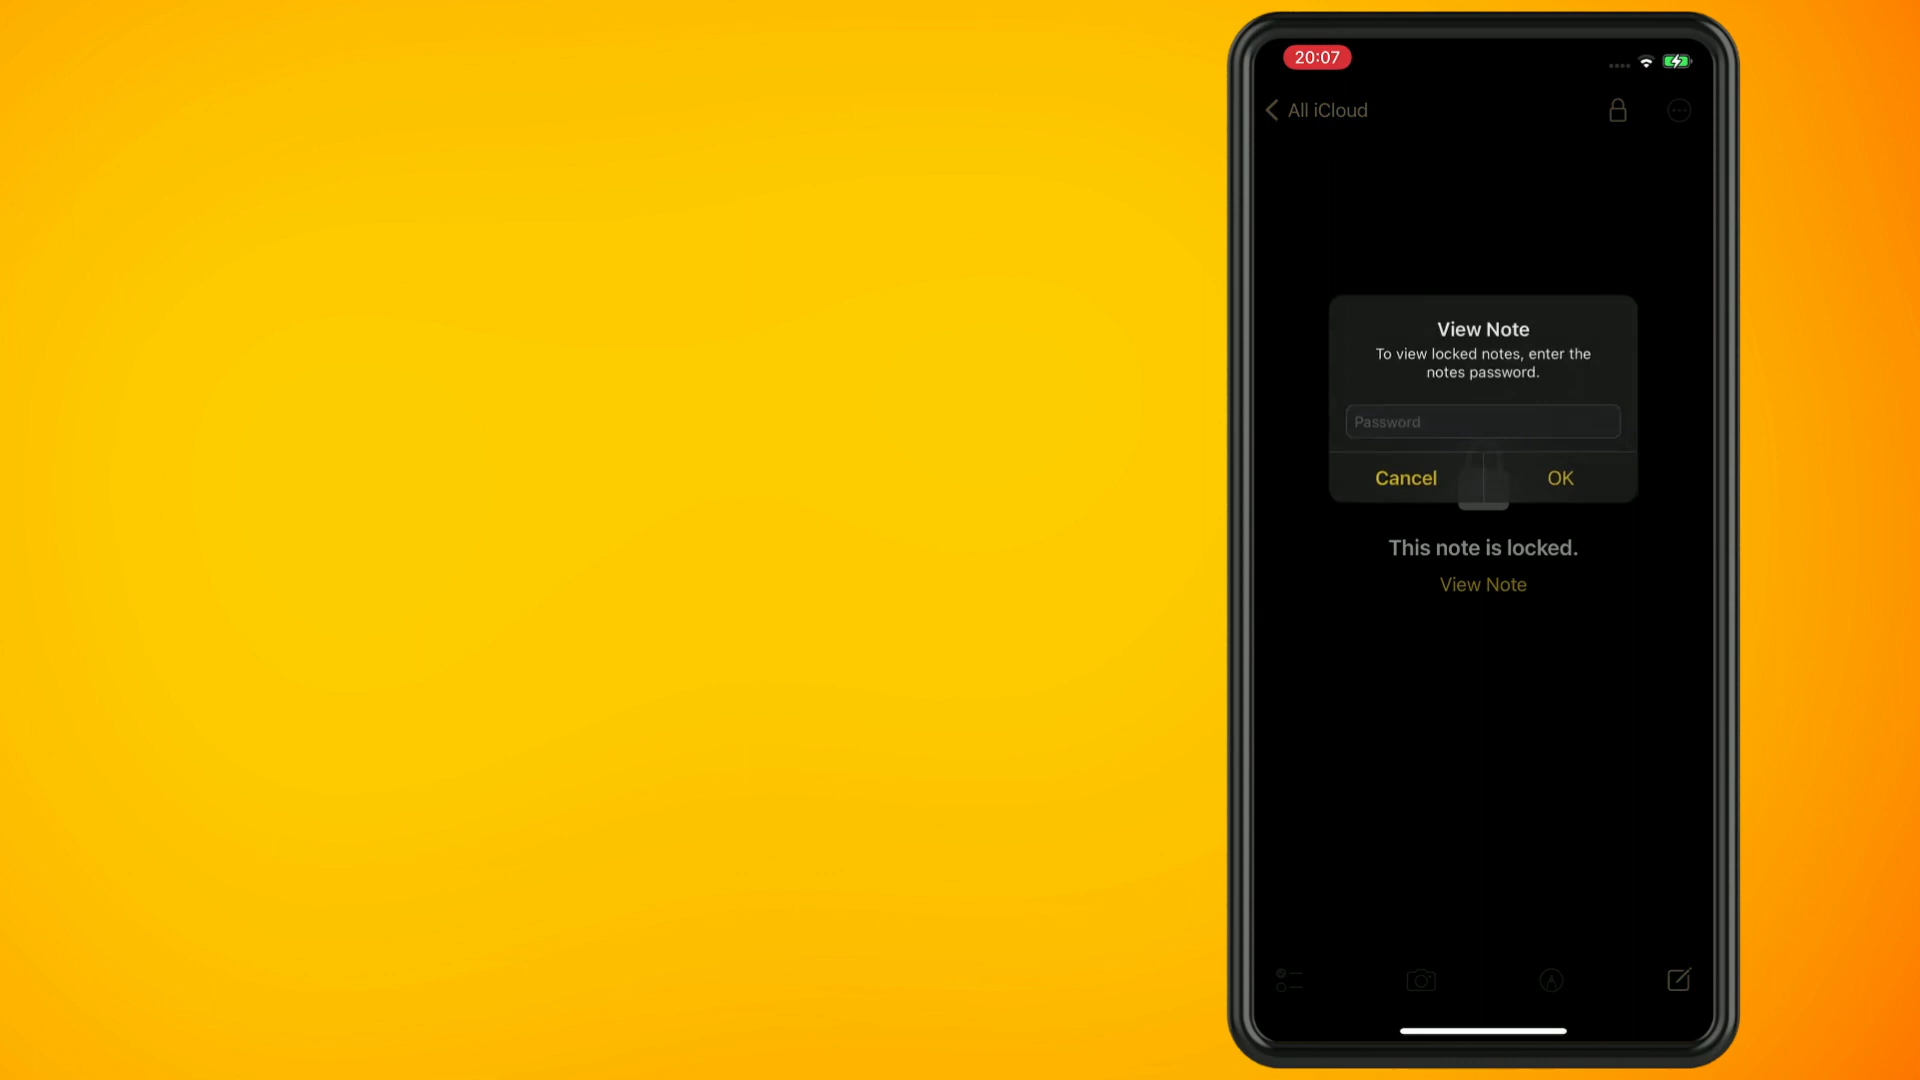 20:07
All iCloud
View Note
To view locked notes, enter the
notes password.
Password
Cancel
OK
This note is locked.
View Note